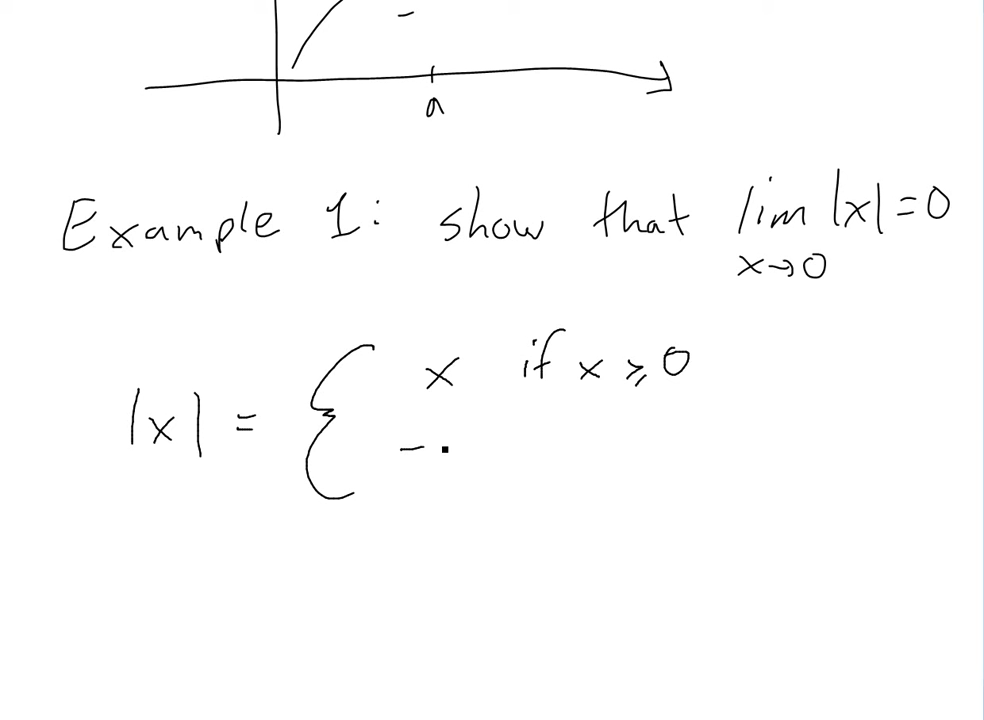 a
Example 1: show that lim |x| = 0
x→0
x if x ⩾ 0
|x| = {
-